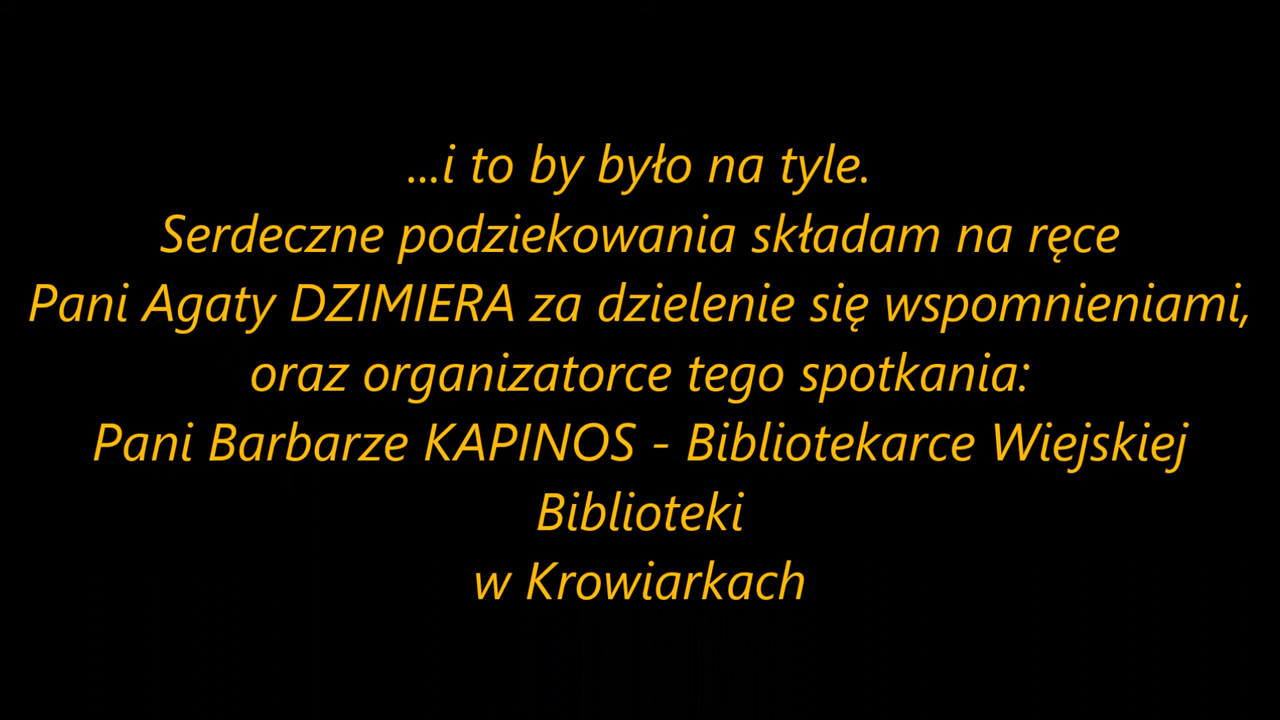 ...i to by było na tyle.
Serdeczne podziekowania składam na ręce
Pani Agaty DZIMIERA za dzielenie się wspomnieniami,
oraz organizatorce tego spotkania:
Pani Barbarze KAPINOS - Bibliotekarce Wiejskiej
Biblioteki
w Krowiarkach